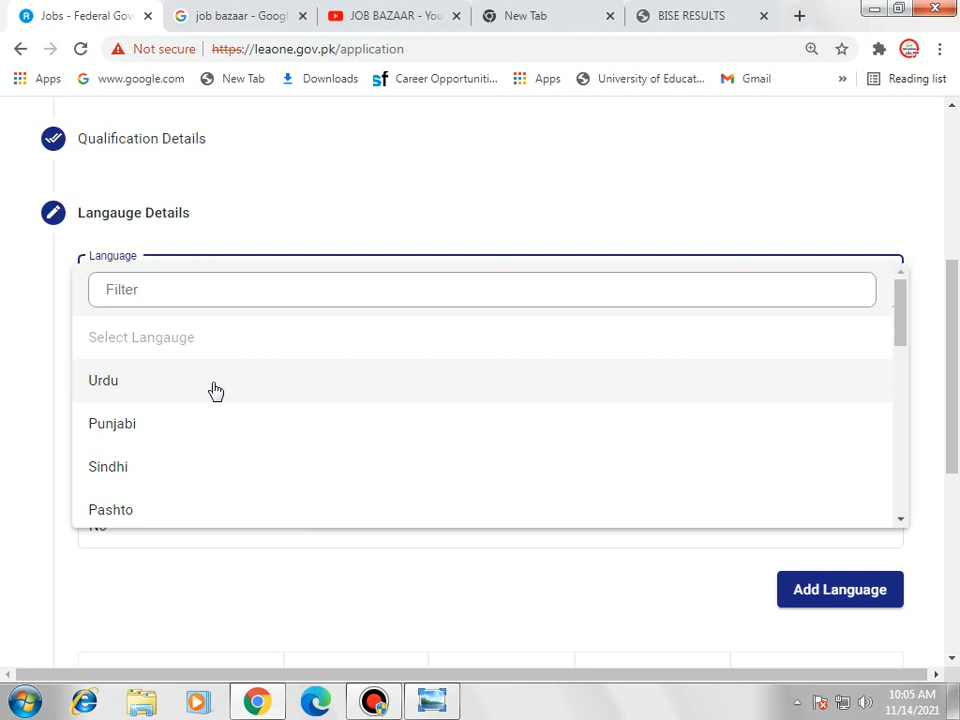 Jobs - Federal Gove
job bazaar - Googl
JOB BAZAAR - You
New Tab
BISE RESULTS
Not secure
https://leaone.gov.pk/application
Apps
www.google.com
New Tab
Downloads
Career Opportuniti...
Apps
University of Educat...
Gmail
»
Reading list
Qualification Details
Langauge Details
Language
Filter
Select Langauge
Urdu
Punjabi
Sindhi
Pashto
No
Add Language
10:05 AM
11/14/2021